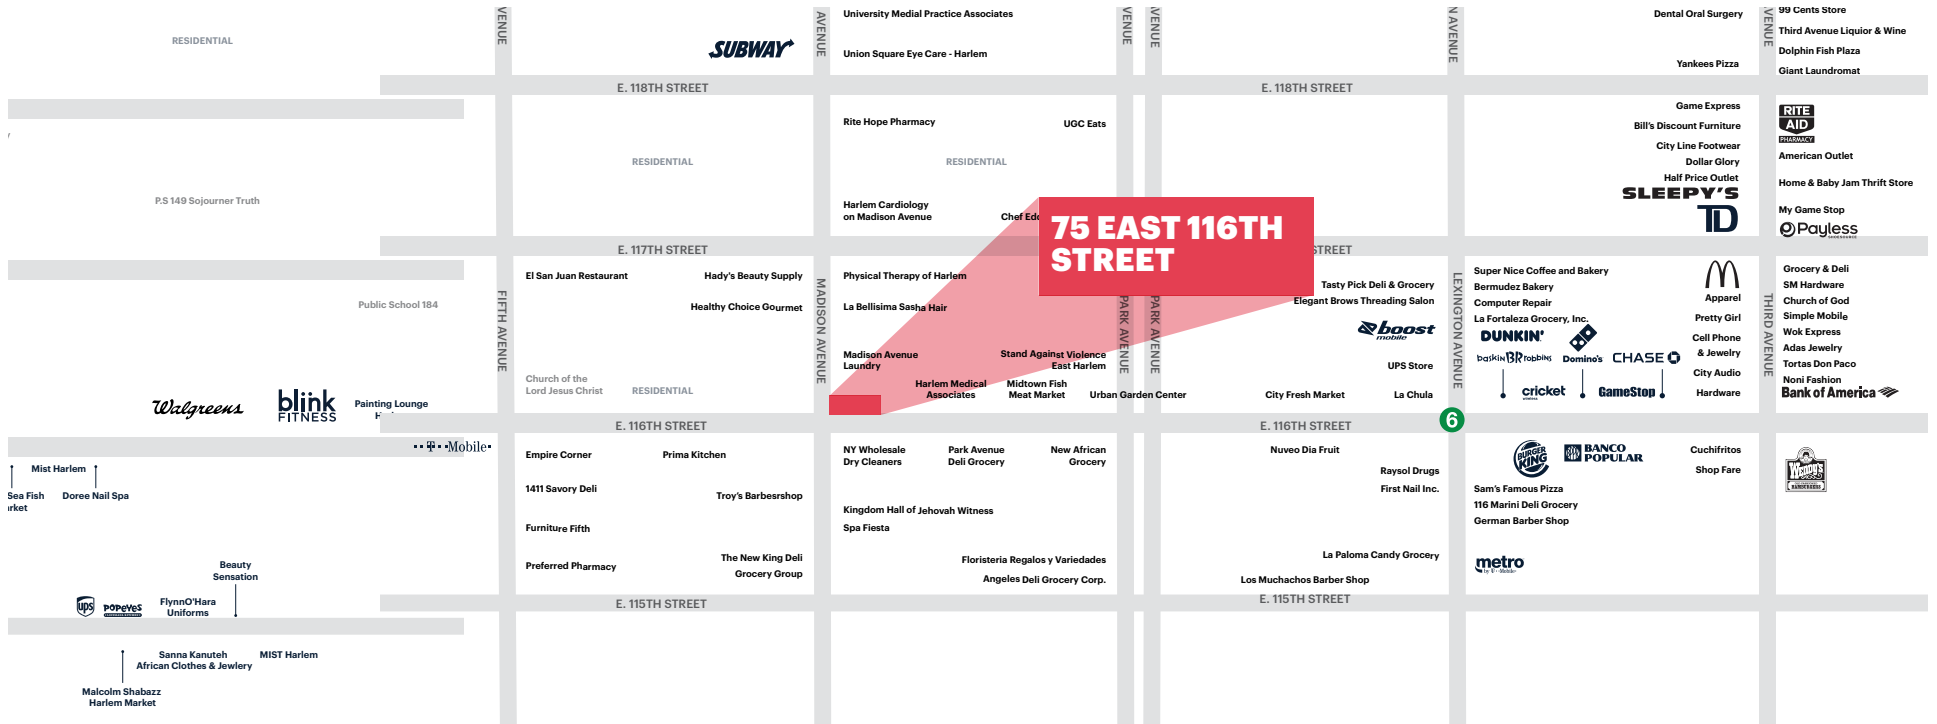 VENUE
AVENUE
VENUE
VENUE
N AVENUE
VENUE
RESIDENTIAL
SUBWAY
University Medial Practice Associates
Union Square Eye Care - Harlem
Dental Oral Surgery
Yankees Pizza
99 Cents Store
Third Avenue Liquior & Wine
Dolphin Fish Plaza
Giant Laundromat
E. 118TH STREET
E. 118TH STREET
P.S 149 Sojourner Truth
RESIDENTIAL
Rite Hope Pharmacy
UGC Eats
RESIDENTIAL
Harlem Cardiology
on Madison Avenue
Chef Edd
75 EAST 116TH
STREET
Game Express
Bill's Discount Furniture
City Line Footwear
Dollar Glory
Half Price Outlet
SLEEPY'S
TD
RITE
AID
PHARMACY
American Outlet
Home & Baby Jam Thrift Store
My Game Stop
Payless
E. 117TH STREET
STREET
Public School 184
FIFTH AVENUE
El San Juan Restaurant
Hady's Beauty Supply
Healthy Choice Gourmet
Church of the
Lord Jesus Christ
RESIDENTIAL
MADISON AVENUE
Physical Therapy of Harlem
La Bellisima Sasha Hair
Madison Avenue
Laundry
Stand Against Violence
East Harlem
Harlem Medical
Associates
Midtown Fish
Meat Market
Urban Garden Center
PARK AVENUE
PARK AVENUE
Tasty Pick Deli & Grocery
Elegant Brows Threading Salon
boost
mobile
UPS Store
City Fresh Market
La Chula
LEXINGTON AVENUE
Super Nice Coffee and Bakery
Bermudez Bakery
Computer Repair
La Fortaleza Grocery, Inc.
DUNKIN'
baskin BR robbins
Domino's
CHASE
cricket
wireless
GameStop
Apparel
Pretty Girl
Cell Phone
& Jewelry
City Audio
Hardware
THIRD AVENUE
Grocery & Deli
SM Hardware
Church of God
Simple Mobile
Wok Express
Adas Jewelry
Tortas Don Paco
Noni Fashion
Bank of America
Walgreens
blink
FITNESS
Painting Lounge
T Mobile
E. 116TH STREET
E. 116TH STREET
6
Mist Harlem
Sea Fish
rket
Doree Nail Spa
Empire Corner
Prima Kitchen
1411 Savory Deli
Troy's Barbesrshop
Furniture Fifth
Preferred Pharmacy
The New King Deli
Grocery Group
NY Wholesale
Dry Cleaners
Park Avenue
Deli Grocery
New African
Grocery
Kingdom Hall of Jehovah Witness
Spa Fiesta
Floristeria Regalos y Variedades
Angeles Deli Grocery Corp.
Nuveo Dia Fruit
Raysol Drugs
First Nail Inc.
La Paloma Candy Grocery
Los Muchachos Barber Shop
BURGER
KING
BANCO
POPULAR
Cuchifritos
Shop Fare
Sam's Famous Pizza
116 Marini Deli Grocery
German Barber Shop
metro
by T-Mobile
Wendy's
HAMBURGERS
Beauty
Sensation
ups
POPEYES
FlynnO'Hara
Uniforms
E. 115TH STREET
E. 115TH STREET
Sanna Kanuteh
African Clothes & Jewlery
MIST Harlem
Malcolm Shabazz
Harlem Market